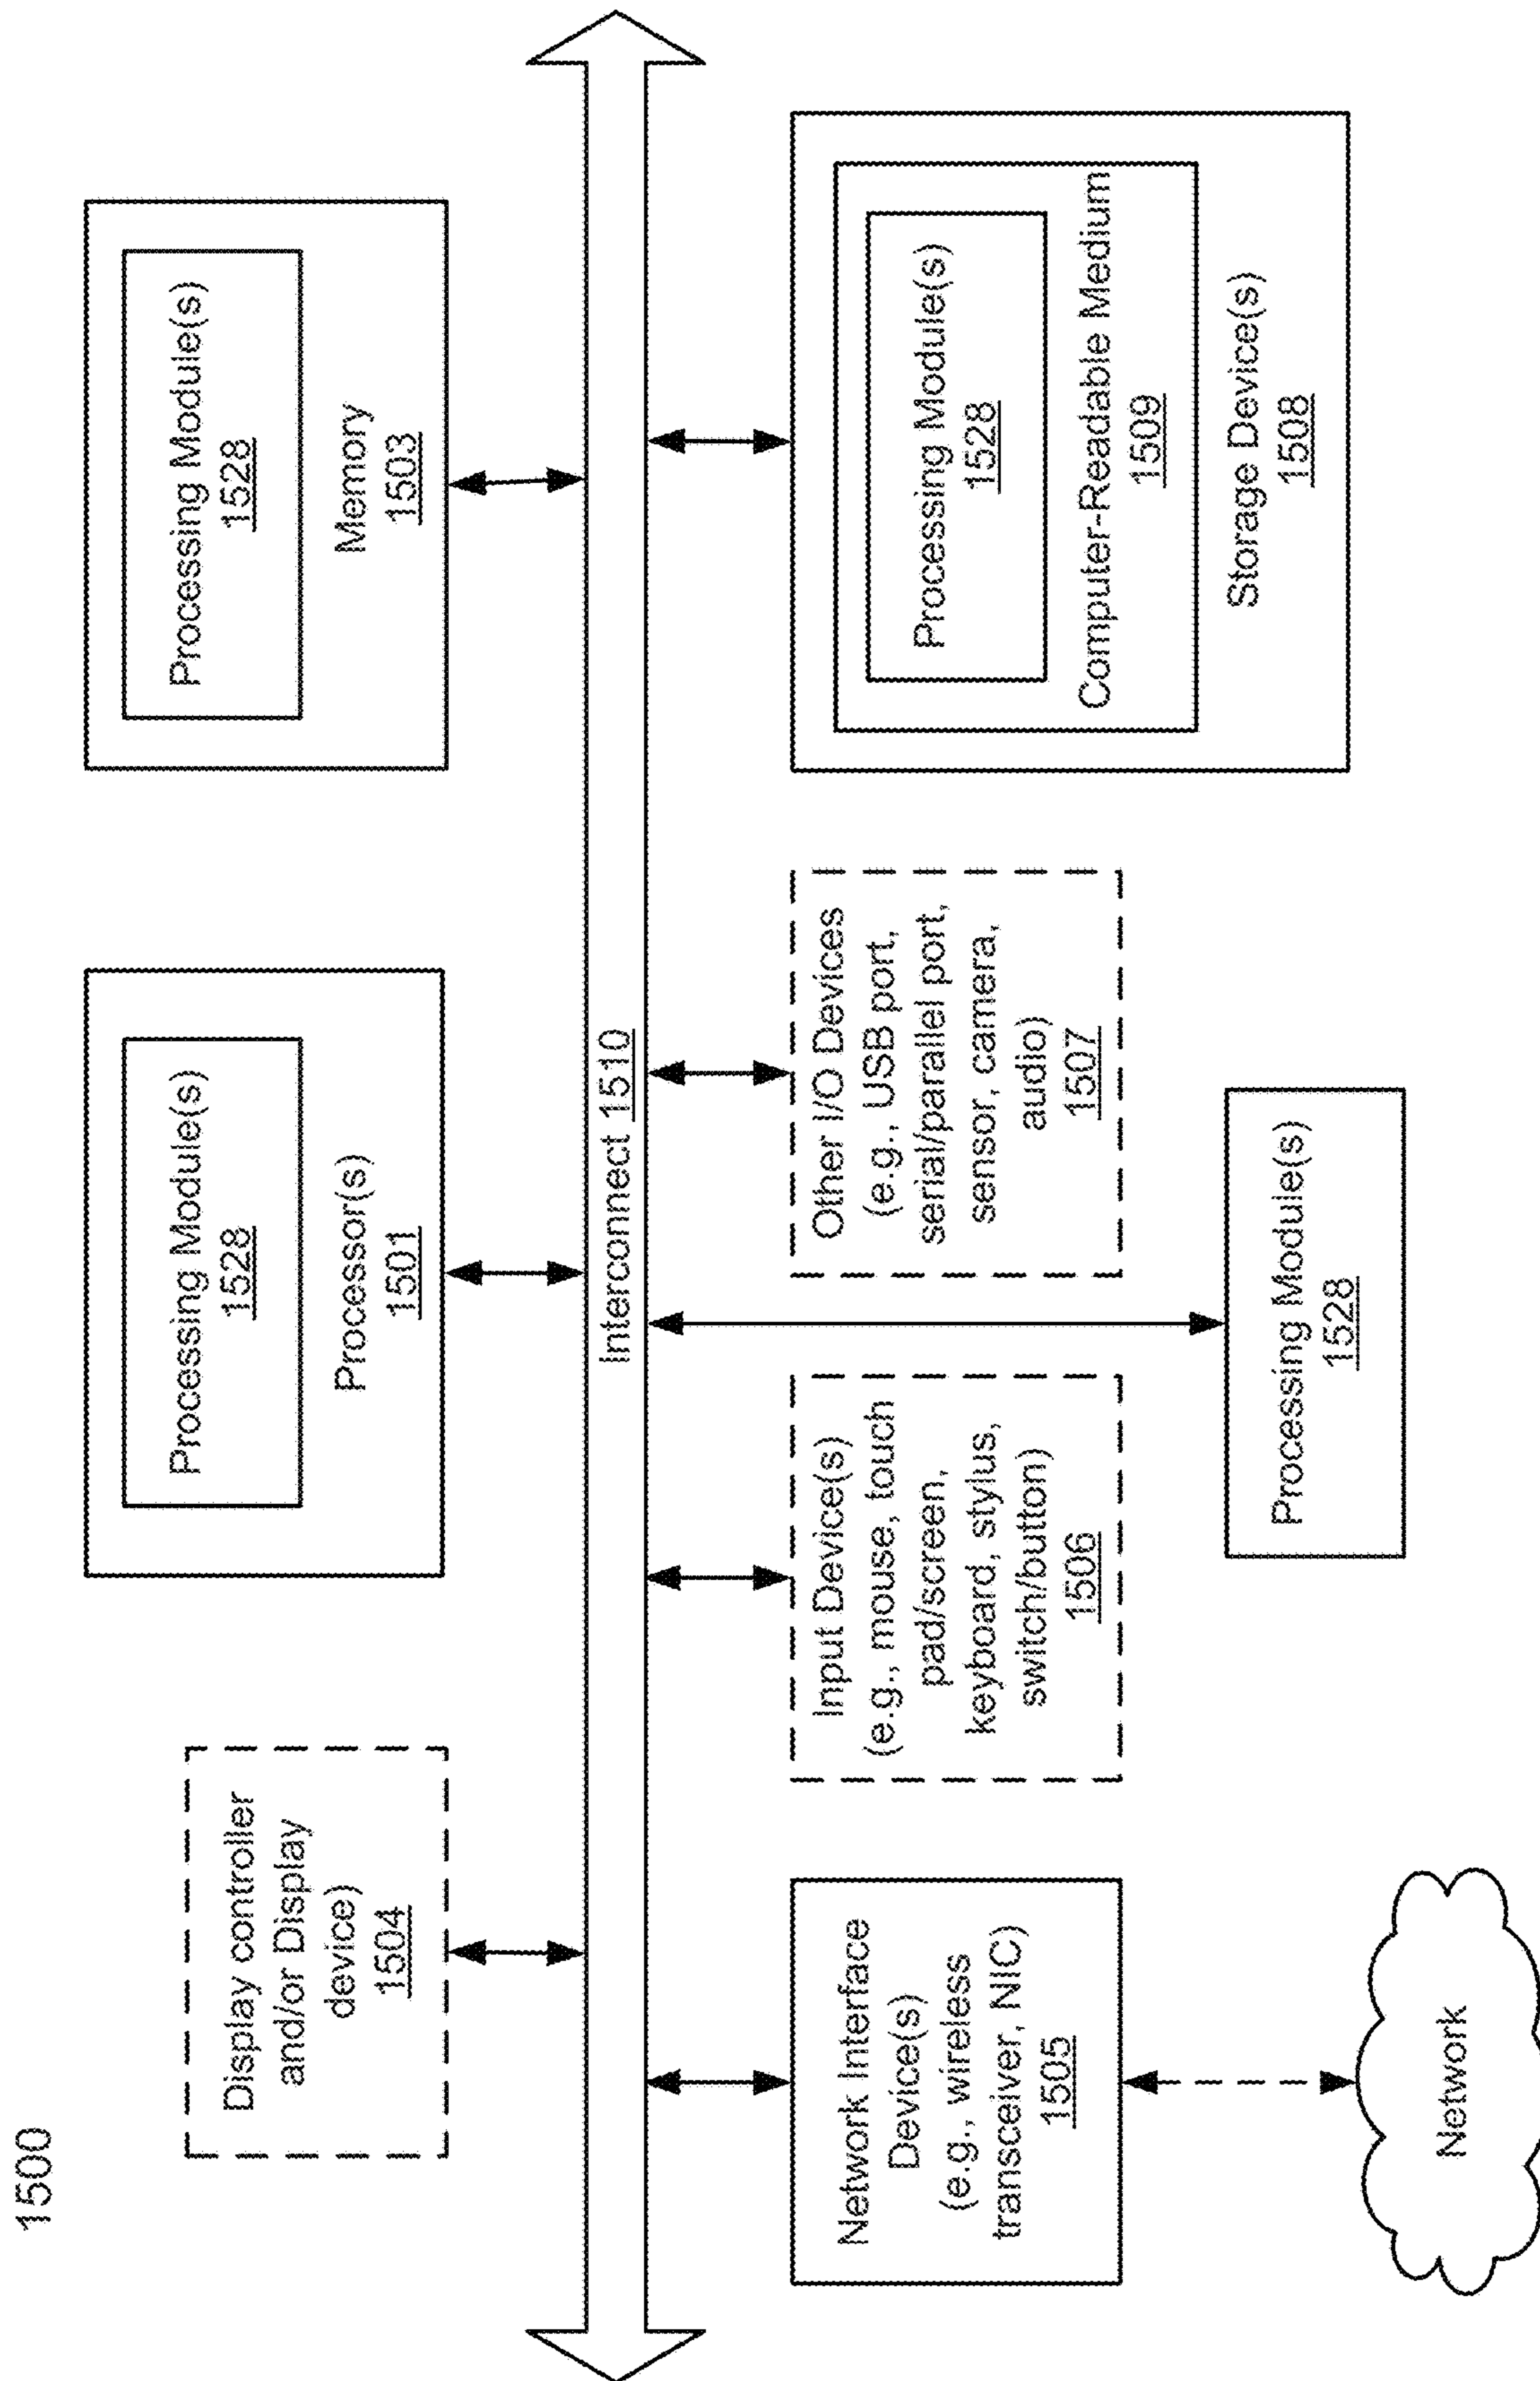 1500
Display controller
and/or Display
device)
1504
Processing Module(s)
1528
Processor(s)
1501
Processing Module(s)
1528
Memory
1503
Interconnect 1510
Network Interface
Device(s)
(e.g., wireless
transceiver, NIC)
1505
Input Device(s)
(e.g., mouse, touch
pad/screen,
keyboard, stylus,
switch/button)
1506
Other I/O Devices
(e.g., USB port,
serial/parallel port,
sensor, camera,
audio)
1507
Processing Module(s)
1528
Computer-Readable Medium
1509
Storage Device(s)
1508
Processing Module(s)
1528
Network